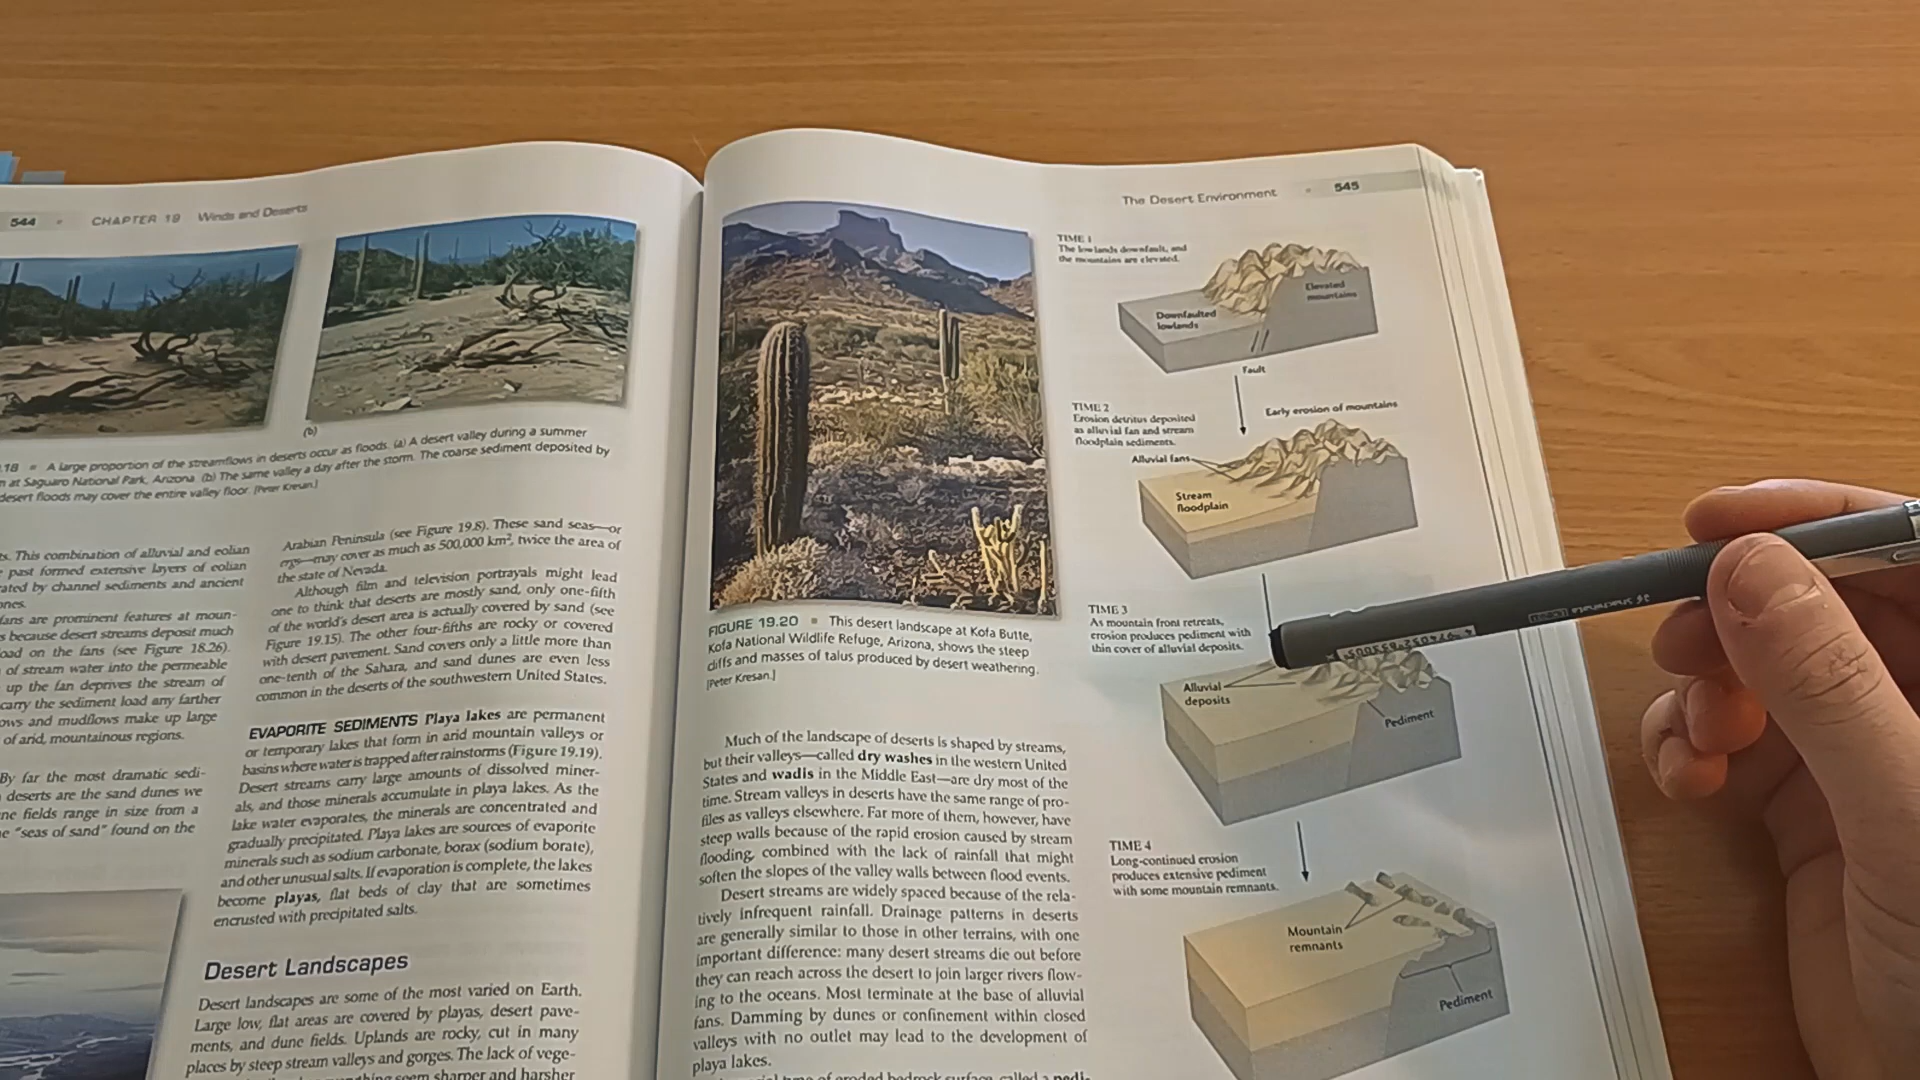 544
CHAPTER 19 Winds and Deserts
(b)
.18 ▪ A large proportion of the streamflows in deserts occur as floods. (a) A desert valley during a summer
at Saguaro National Park, Arizona. (b) The same valley a day after the storm. The coarse sediment deposited by
desert floods may cover the entire valley floor. [Peter Kresan.]
ts. This combination of alluvial and eolian
past formed extensive layers of eolian
ated by channel sediments and ancient
ones.
fans are prominent features at moun-
s because desert streams deposit much
oad on the fans (see Figure 18.26).
of stream water into the permeable
up the fan deprives the stream of
carry the sediment load any farther
ows and mudflows make up large
of arid, mountainous regions.
By far the most dramatic sedi-
deserts are the sand dunes we
ne fields range in size from a
e "seas of sand" found on the
Arabian Peninsula (see Figure 19.8). These sand seas—or
ergs—may cover as much as 500,000 km², twice the area of
the state of Nevada.
Although film and television portrayals might lead
one to think that deserts are mostly sand, only one-fifth
of the world's desert area is actually covered by sand (see
Figure 19.15). The other four-fifths are rocky or covered
with desert pavement. Sand covers only a little more than
one-tenth of the Sahara, and sand dunes are even less
common in the deserts of the southwestern United States.
EVAPORITE SEDIMENTS Playa lakes are permanent
or temporary lakes that form in arid mountain valleys or
basins where water is trapped after rainstorms (Figure 19.19).
Desert streams carry large amounts of dissolved miner-
als, and those minerals accumulate in playa lakes. As the
lake water evaporates, the minerals are concentrated and
gradually precipitated. Playa lakes are sources of evaporite
minerals such as sodium carbonate, borax (sodium borate),
and other unusual salts. If evaporation is complete, the lakes
become playas, flat beds of clay that are sometimes
encrusted with precipitated salts.
Desert Landscapes
Desert landscapes are some of the most varied on Earth.
Large low, flat areas are covered by playas, desert pave-
ments, and dune fields. Uplands are rocky, cut in many
places by steep stream valleys and gorges. The lack of vege-
seem sharper and harsher
The Desert Environment ▪ 545
FIGURE 19.20 ▪ This desert landscape at Kofa Butte,
Kofa National Wildlife Refuge, Arizona, shows the steep
cliffs and masses of talus produced by desert weathering.
[Peter Kresan.]
Much of the landscape of deserts is shaped by streams,
but their valleys—called dry washes in the western United
States and wadis in the Middle East—are dry most of the
time. Stream valleys in deserts have the same range of pro-
files as valleys elsewhere. Far more of them, however, have
steep walls because of the rapid erosion caused by stream
flooding, combined with the lack of rainfall that might
soften the slopes of the valley walls between flood events.
Desert streams are widely spaced because of the rela-
tively infrequent rainfall. Drainage patterns in deserts
are generally similar to those in other terrains, with one
important difference: many desert streams die out before
they can reach across the desert to join larger rivers flow-
ing to the oceans. Most terminate at the base of alluvial
fans. Damming by dunes or confinement within closed
valleys with no outlet may lead to the development of
playa lakes.
of eroded bedrock surface, called a pedi-
TIME 1
The lowlands downfault, and
the mountains are elevated.
Elevated
mountains
Downfaulted
lowlands
Fault
TIME 2
Erosion detritus deposited
as alluvial fan and stream
floodplain sediments.
Early erosion of mountains
Alluvial fans
Stream
floodplain
TIME 3
As mountain front retreats,
erosion produces pediment with
thin cover of alluvial deposits.
Alluvial
deposits
Pediment
TIME 4
Long-continued erosion
produces extensive pediment
with some mountain remnants.
Mountain
remnants
Pediment